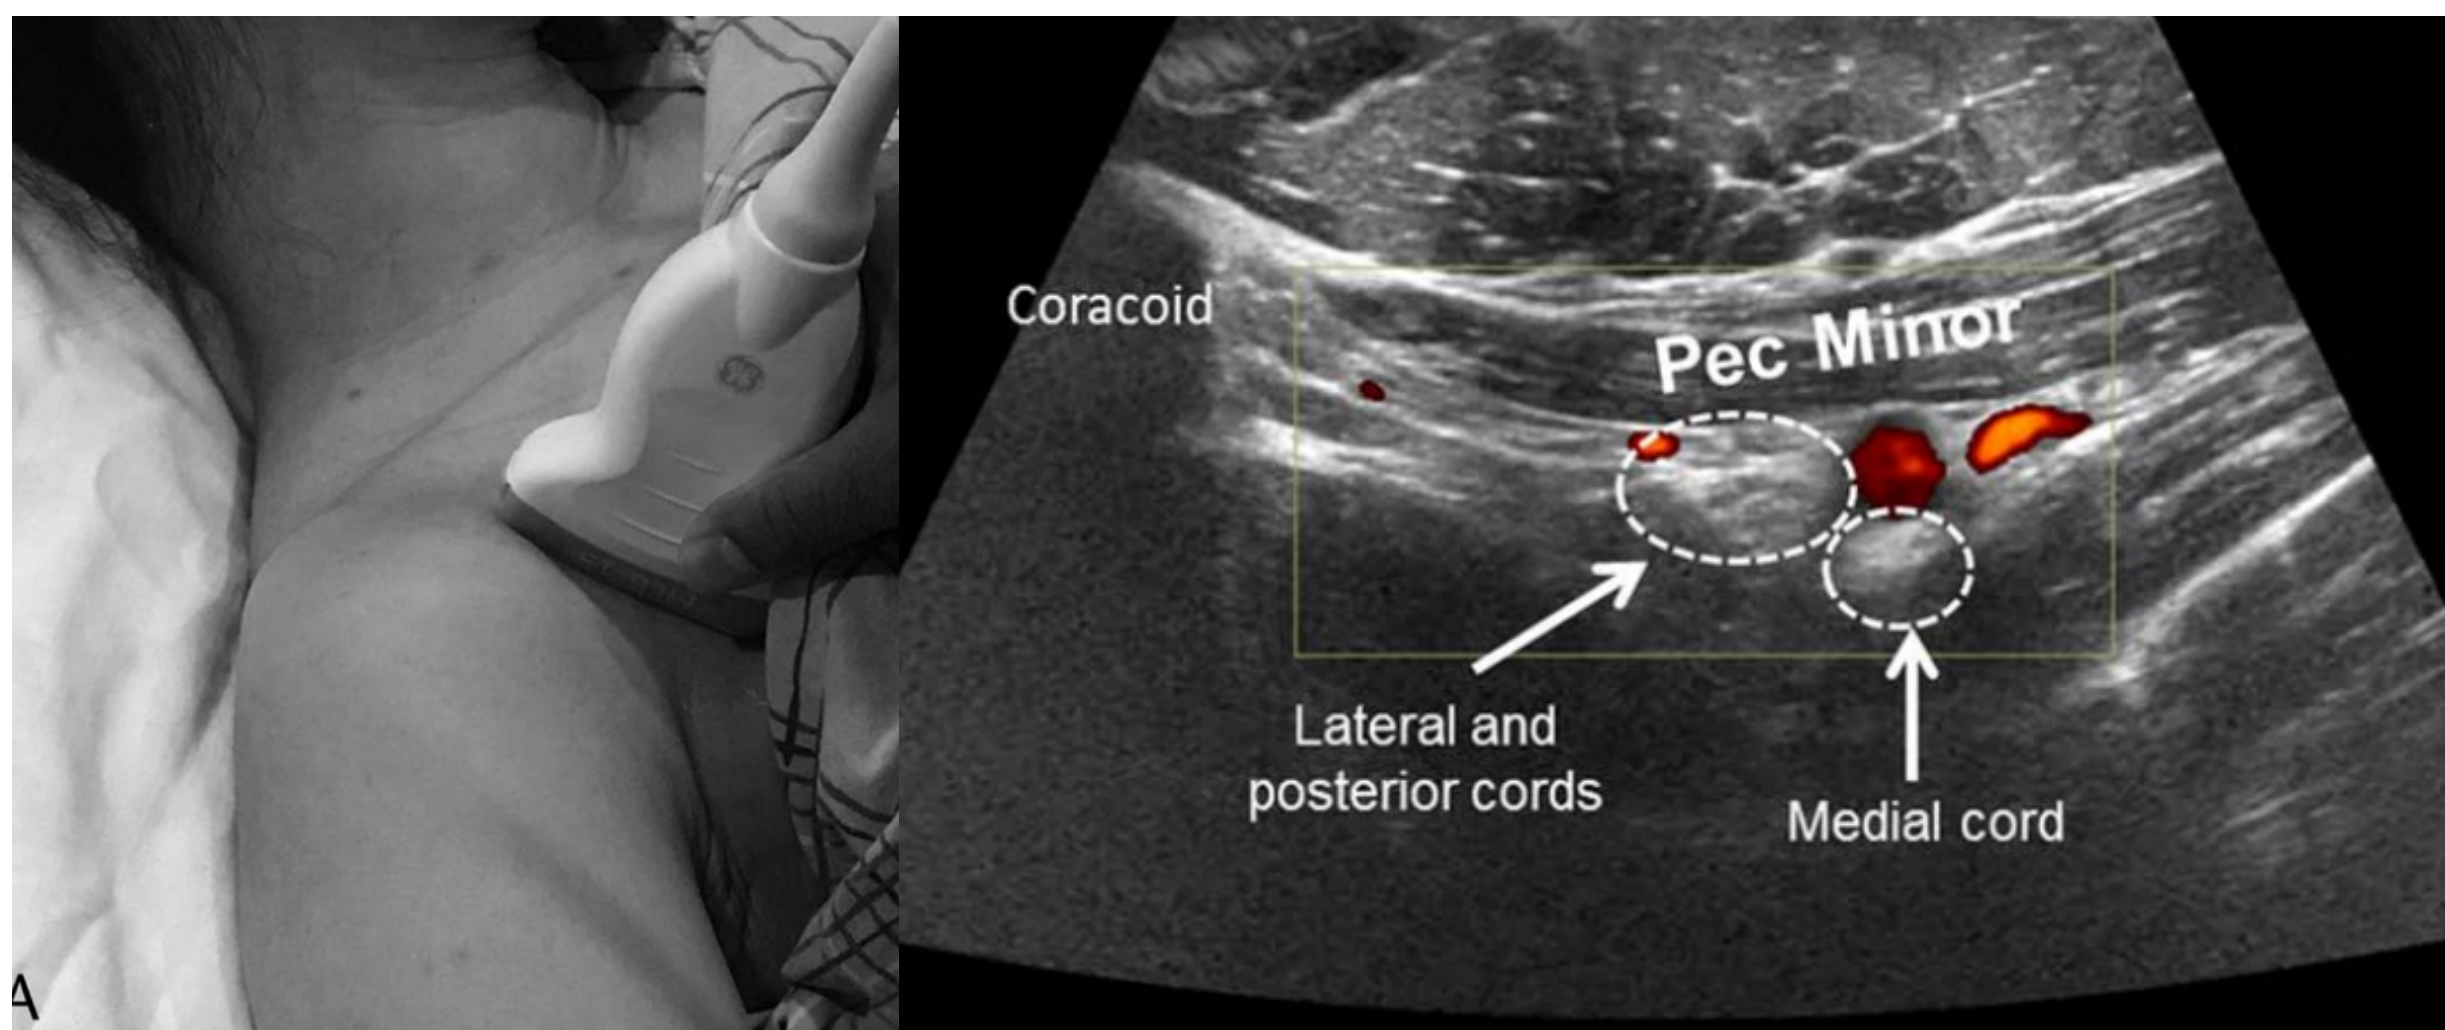 A
Coracoid
Pec Minor
Lateral and
posterior cords
Medial cord